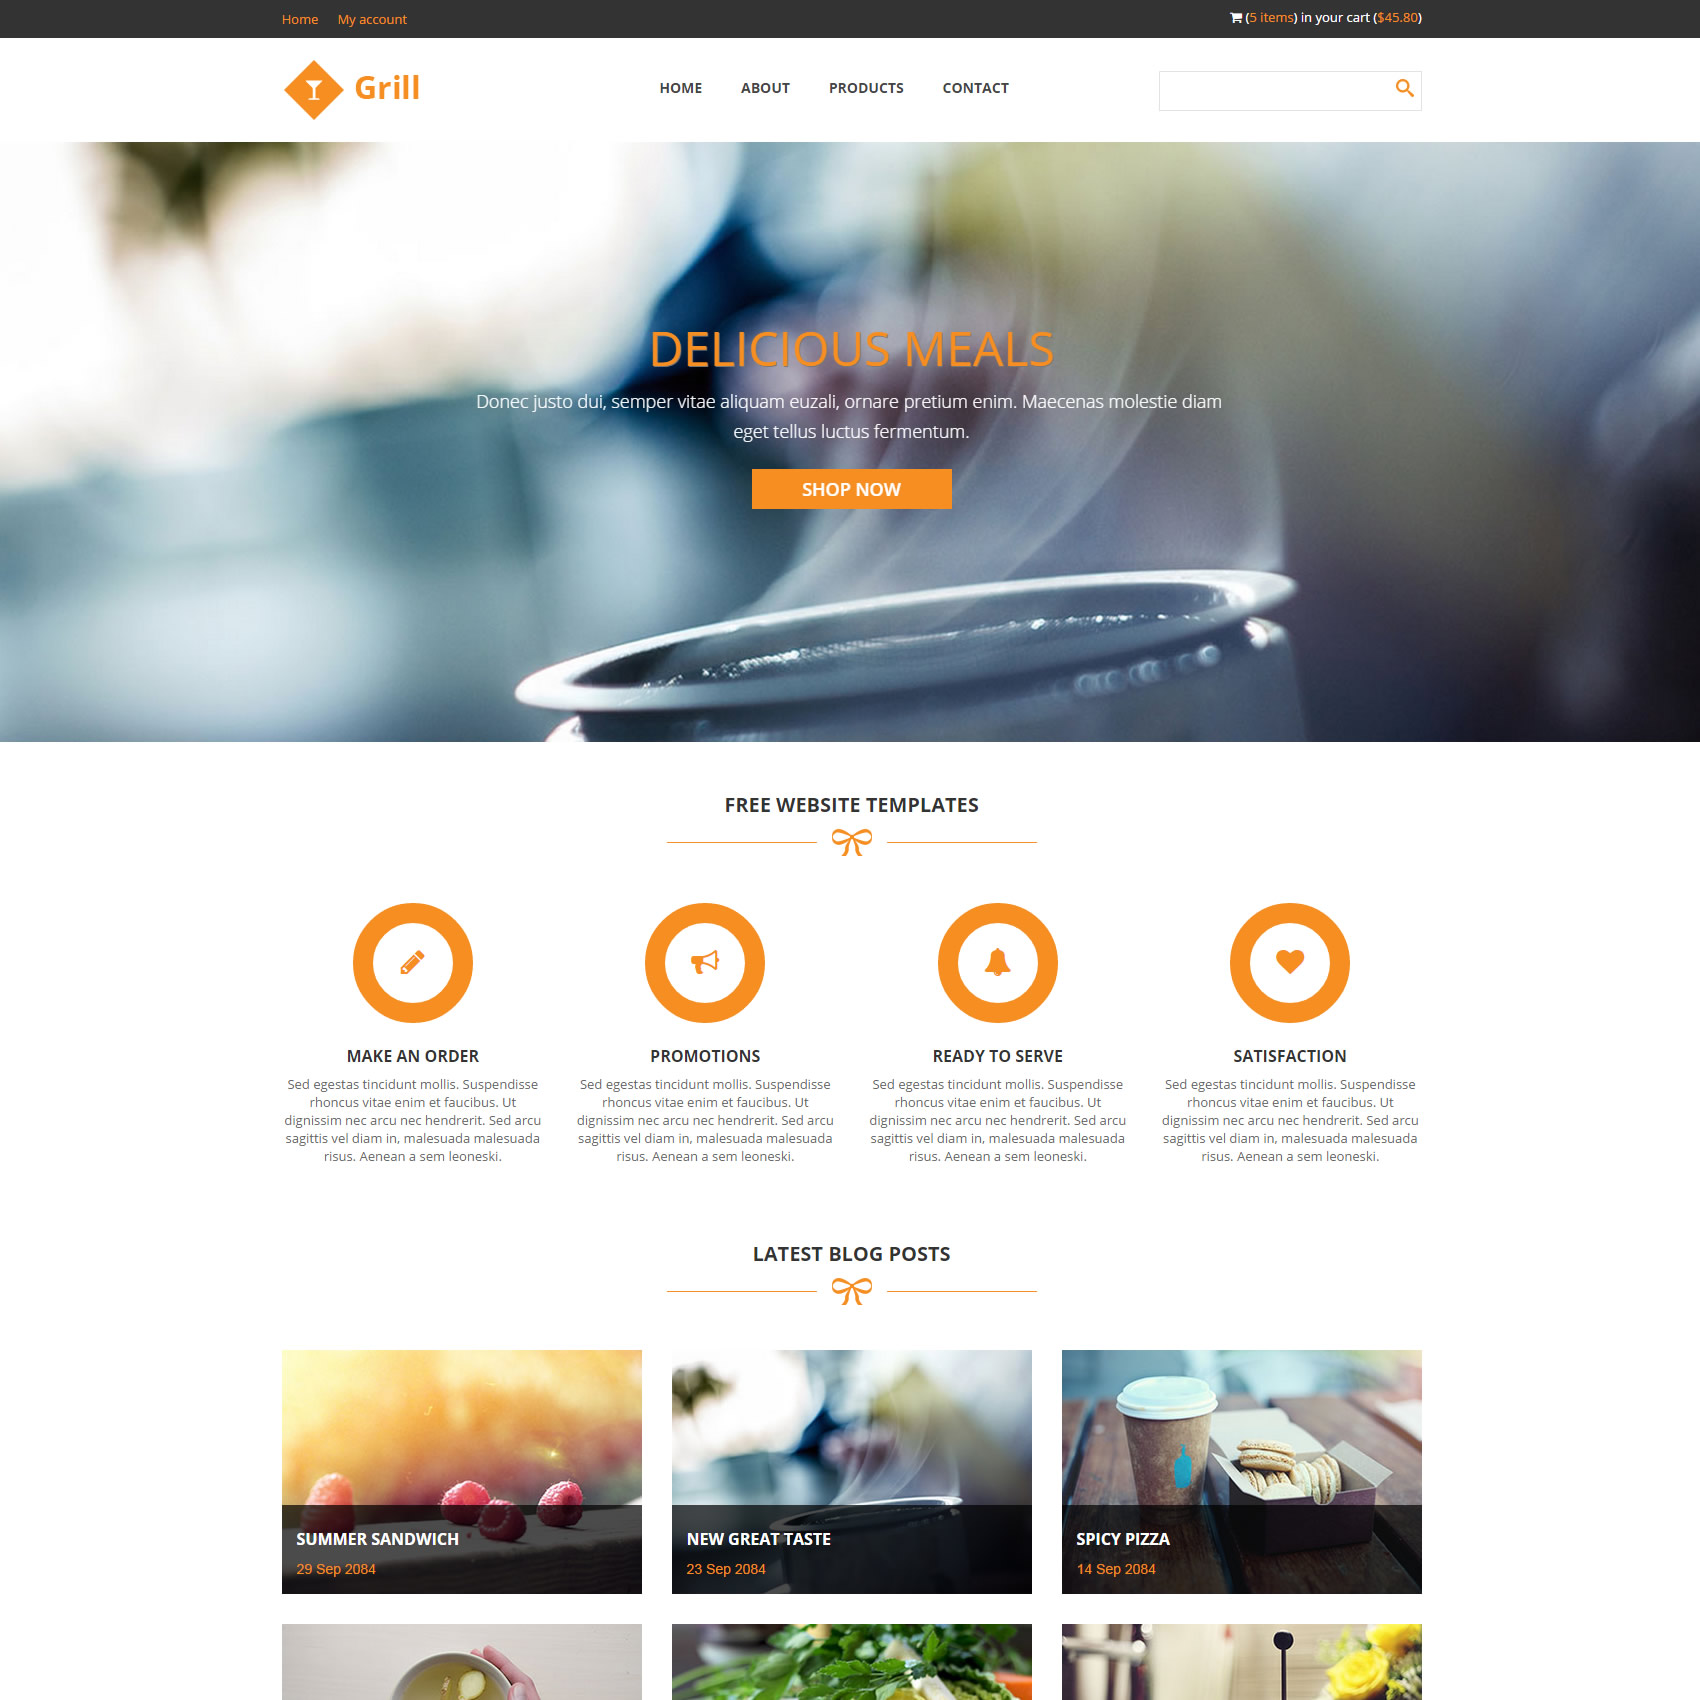 Home My account
(5 items) in your cart ($45.80)
Grill
HOME ABOUT PRODUCTS CONTACT
DELICIOUS MEALS
Donec justo dui, semper vitae aliquam euzali, ornare pretium enim. Maecenas molestie diam
eget tellus luctus fermentum.
SHOP NOW
FREE WEBSITE TEMPLATES
MAKE AN ORDER
Sed egestas tincidunt mollis. Suspendisse
rhoncus vitae enim et faucibus. Ut
dignissim nec arcu nec hendrerit. Sed arcu
sagittis vel diam in, malesuada malesuada
risus. Aenean a sem leoneski.
PROMOTIONS
Sed egestas tincidunt mollis. Suspendisse
rhoncus vitae enim et faucibus. Ut
dignissim nec arcu nec hendrerit. Sed arcu
sagittis vel diam in, malesuada malesuada
risus. Aenean a sem leoneski.
READY TO SERVE
Sed egestas tincidunt mollis. Suspendisse
rhoncus vitae enim et faucibus. Ut
dignissim nec arcu nec hendrerit. Sed arcu
sagittis vel diam in, malesuada malesuada
risus. Aenean a sem leoneski.
SATISFACTION
Sed egestas tincidunt mollis. Suspendisse
rhoncus vitae enim et faucibus. Ut
dignissim nec arcu nec hendrerit. Sed arcu
sagittis vel diam in, malesuada malesuada
risus. Aenean a sem leoneski.
LATEST BLOG POSTS
SUMMER SANDWICH
29 Sep 2084
NEW GREAT TASTE
23 Sep 2084
SPICY PIZZA
14 Sep 2084